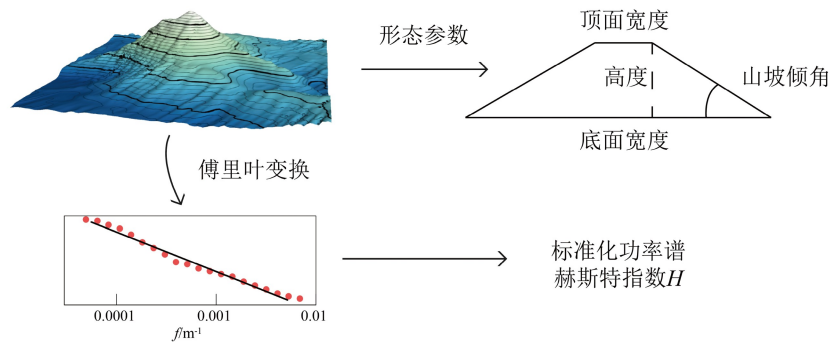 形态参数
顶面宽度
高度
山坡倾角
底面宽度
傅里叶变换
标准化功率谱
赫斯特指数H
0.0001
0.001
0.01
f/m-1